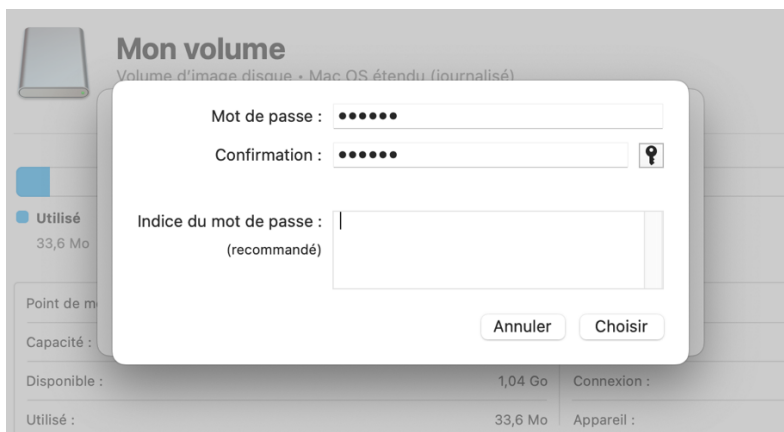 Mon volume
Volume d'image disque • Mac OS étendu (journalisé)
Mot de passe : ••••••
Confirmation : ••••••
Indice du mot de passe :
(recommandé)
Annuler Choisir
Utilisé
33,6 Mo
Point de m
Capacité :
Disponible : 1,04 Go Connexion :
Utilisé : 33,6 Mo Appareil :